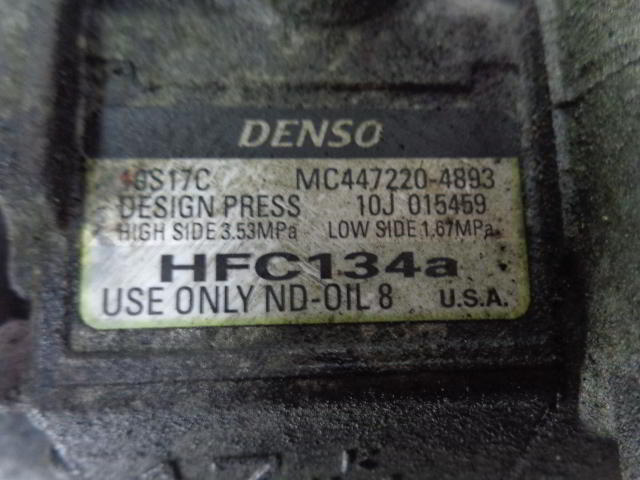 DENSO
10S17C MC447220-4893
DESIGN PRESS 10J 015459
HIGH SIDE 3.53MPa LOW SIDE 1.67MPa
HFC134a
USE ONLY ND-OIL 8 U.S.A.